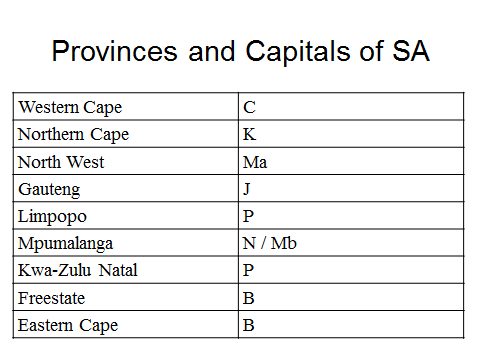 Provinces and Capitals of SA
Western Cape C
Northern Cape K
North West Ma
Gauteng J
Limpopo P
Mpumalanga N / Mb
Kwa-Zulu Natal P
Freestate B
Eastern Cape B